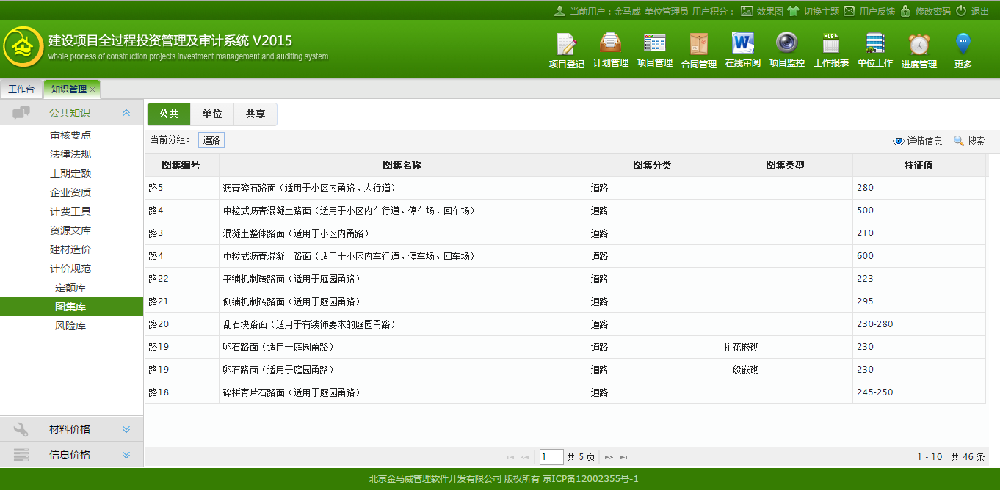 当前用户：金马威-单位管理员 用户积分： 效果图 切换主题 用户反馈 修改密码 退出
建设项目全过程投资管理及审计系统 V2015
whole process of construction projects investment management and auditing system
项目登记 计划管理 项目管理 合同管理 在线审阅 项目监控 工作报表 单位工作 进度管理 更多
工作台 知识管理
公共知识
审核要点
法律法规
工期定额
企业资质
计费工具
资源文库
建材造价
计价规范
定额库
图集库
风险库
材料价格
信息价格
公共 单位 共享
当前分组： 道路 详情信息 搜索
图集编号 图集名称 图集分类 图集类型 特征值
路5 沥青碎石路面（适用于小区内甬路、人行道） 道路 280
路4 中粒式沥青混凝土路面（适用于小区内车行道、停车场、回车场） 道路 500
路3 混凝土整体路面（适用于小区内甬路） 道路 210
路4 中粒式沥青混凝土路面（适用于小区内车行道、停车场、回车场） 道路 600
路22 平铺机制砖路面（适用于庭园甬路） 道路 223
路21 侧铺机制砖路面（适用于庭园甬路） 道路 295
路20 乱石块路面（适用于有装饰要求的庭园甬路） 道路 230-280
路19 卵石路面（适用于庭园甬路） 道路 拼花嵌砌 230
路19 卵石路面（适用于庭园甬路） 道路 一般嵌砌 230
路18 碎拼青片石路面（适用于庭园甬路） 道路 245-250
1 共 5 页 1 - 10 共 46 条
北京金马威管理软件开发有限公司 版权所有 京ICP备12002355号-1